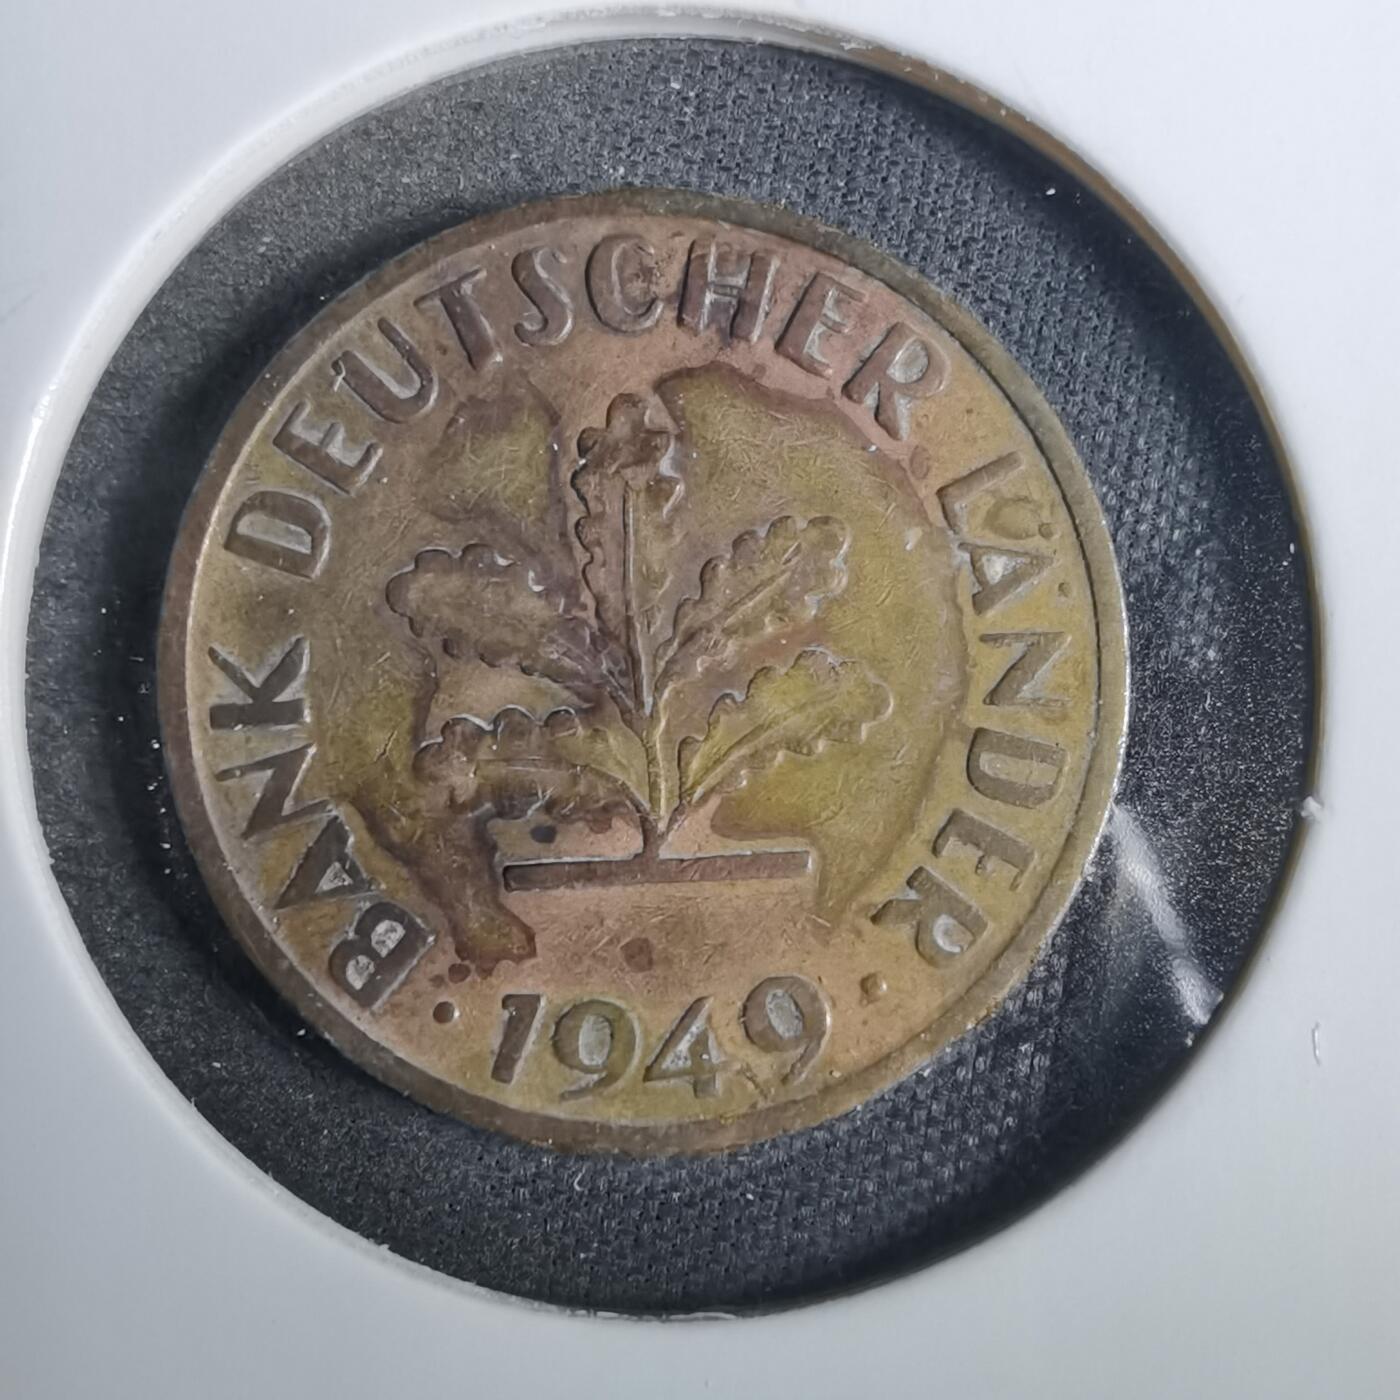 BANK DEUTSCHER LÄNDER
· 1949 ·